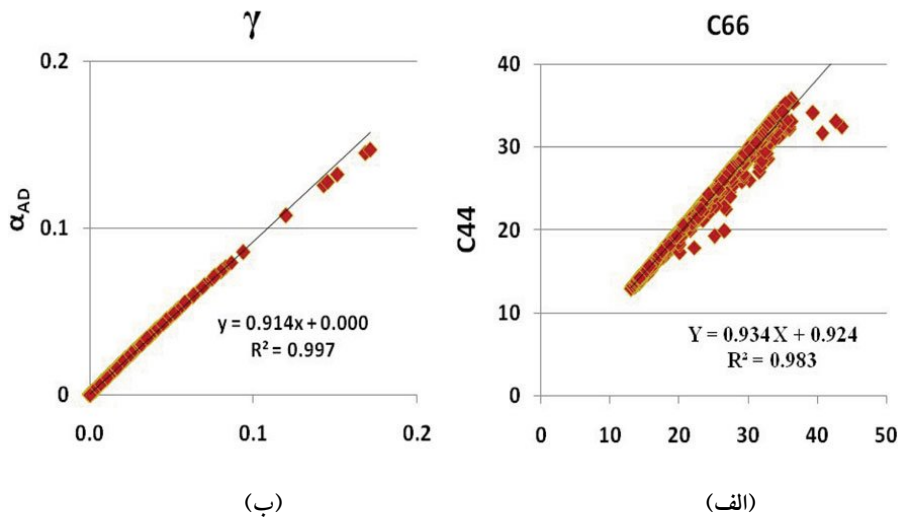 γ
0.2
0.1
0
α_AD
y = 0.914x + 0.000
R² = 0.997
0.0 0.1 0.2
(ب)
C66
40
30
20
10
0
C44
Y = 0.934 X + 0.924
R² = 0.983
0 10 20 30 40 50
(الف)